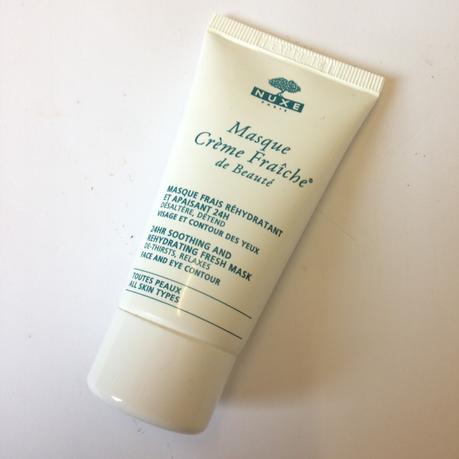 NUXE
PARIS
Masque
Crème Fraîche®
de Beauté
MASQUE FRAIS RÉHYDRATANT
ET APAISANT 24H
DÉSALTÈRE, DÉTEND
VISAGE ET CONTOUR DES YEUX
24HR SOOTHING AND
REHYDRATING FRESH MASK
DE-THIRSTS, RELAXES
FACE AND EYE CONTOUR
TOUTES PEAUX
ALL SKIN TYPES